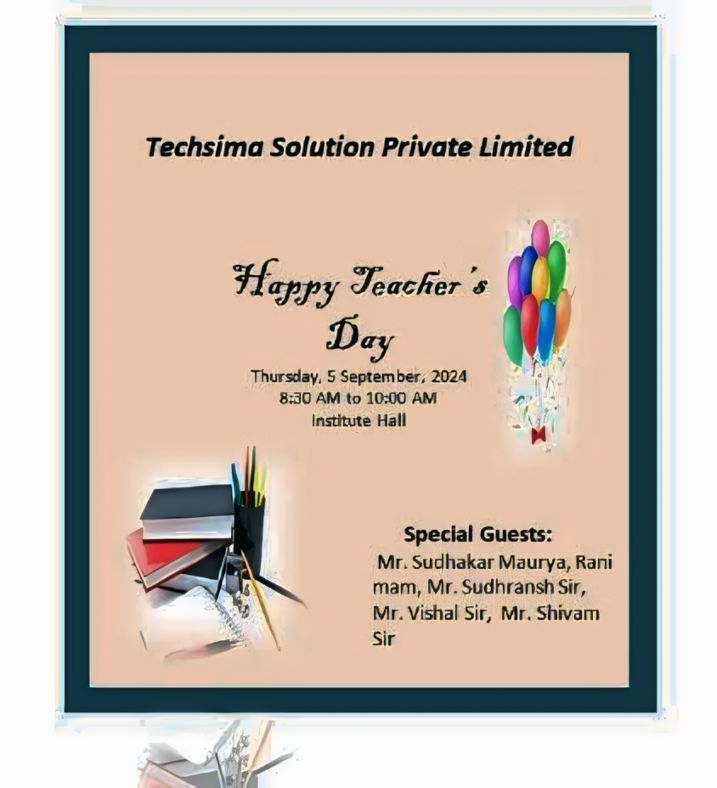 Techsima Solution Private Limited
Happy Teacher's
Day
Thursday, 5 September, 2024
8:30 AM to 10:00 AM
Institute Hall
Special Guests:
Mr. Sudhakar Maurya, Rani
mam, Mr. Sudhransh Sir,
Mr. Vishal Sir, Mr. Shivam
Sir